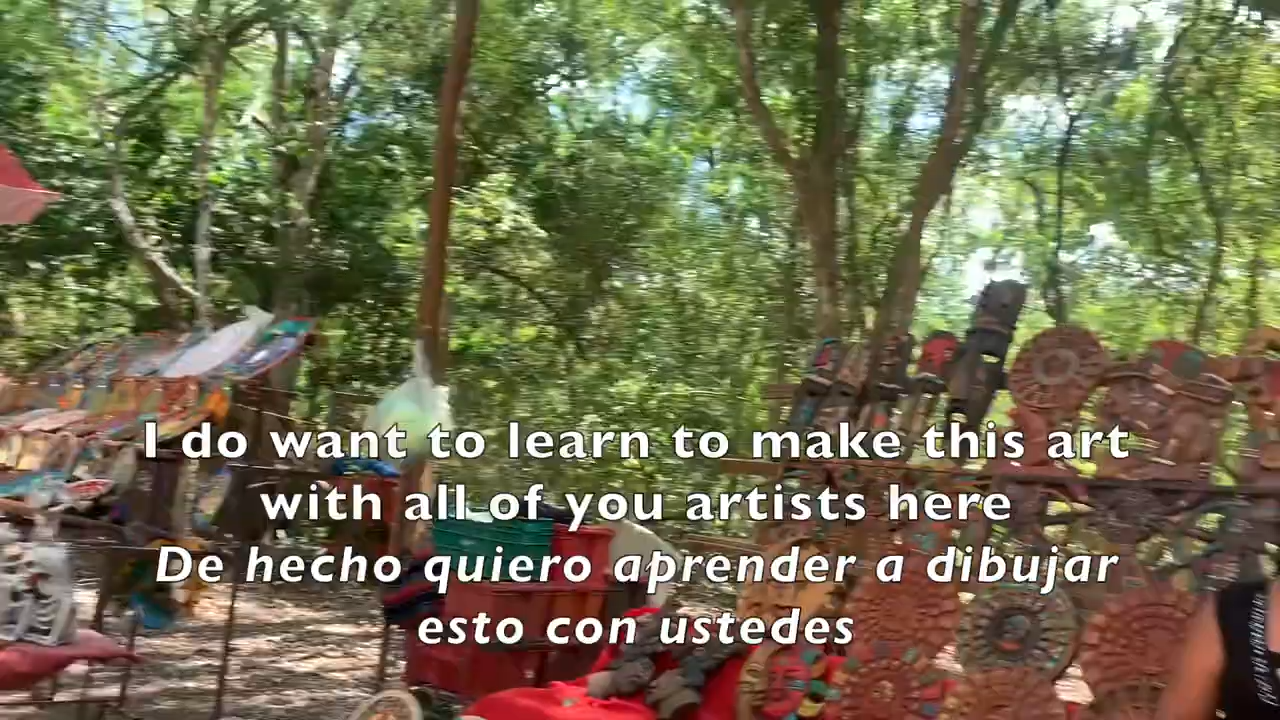 I do want to learn to make this art
with all of you artists here
De hecho quiero aprender a dibujar
esto con ustedes